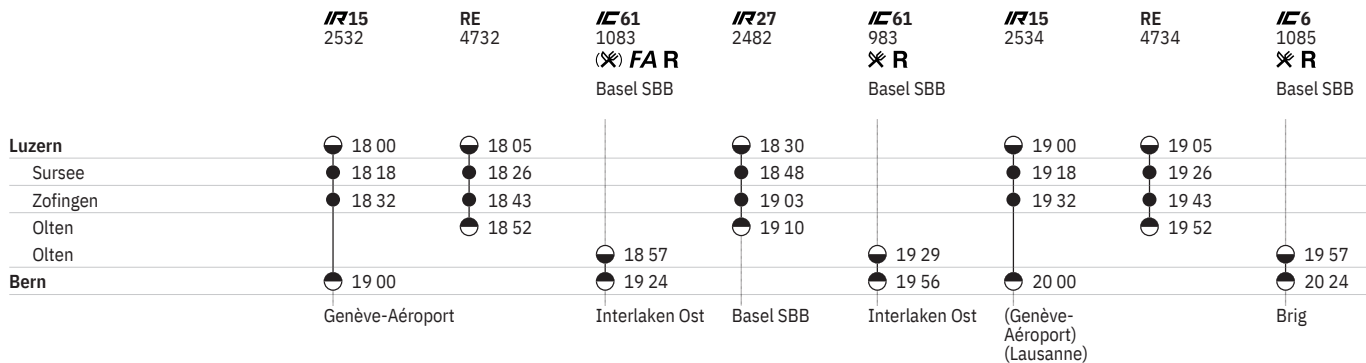 IR15 RE IC61 IR27 IC61 IR15 RE IC6
2532 4732 1083 2482 983 2534 4734 1085
FA R R R
Basel SBB Basel SBB Basel SBB
Luzern 18 00 18 05 18 30 19 00 19 05
Sursee 18 18 18 26 18 48 19 18 19 26
Zofingen 18 32 18 43 19 03 19 32 19 43
Olten 18 52 19 10 19 52
Olten 18 57 19 29 19 57
Bern 19 00 19 24 19 56 20 00 20 24
Genève-Aéroport Interlaken Ost Basel SBB Interlaken Ost (Genève- Brig
Aéroport)
(Lausanne)